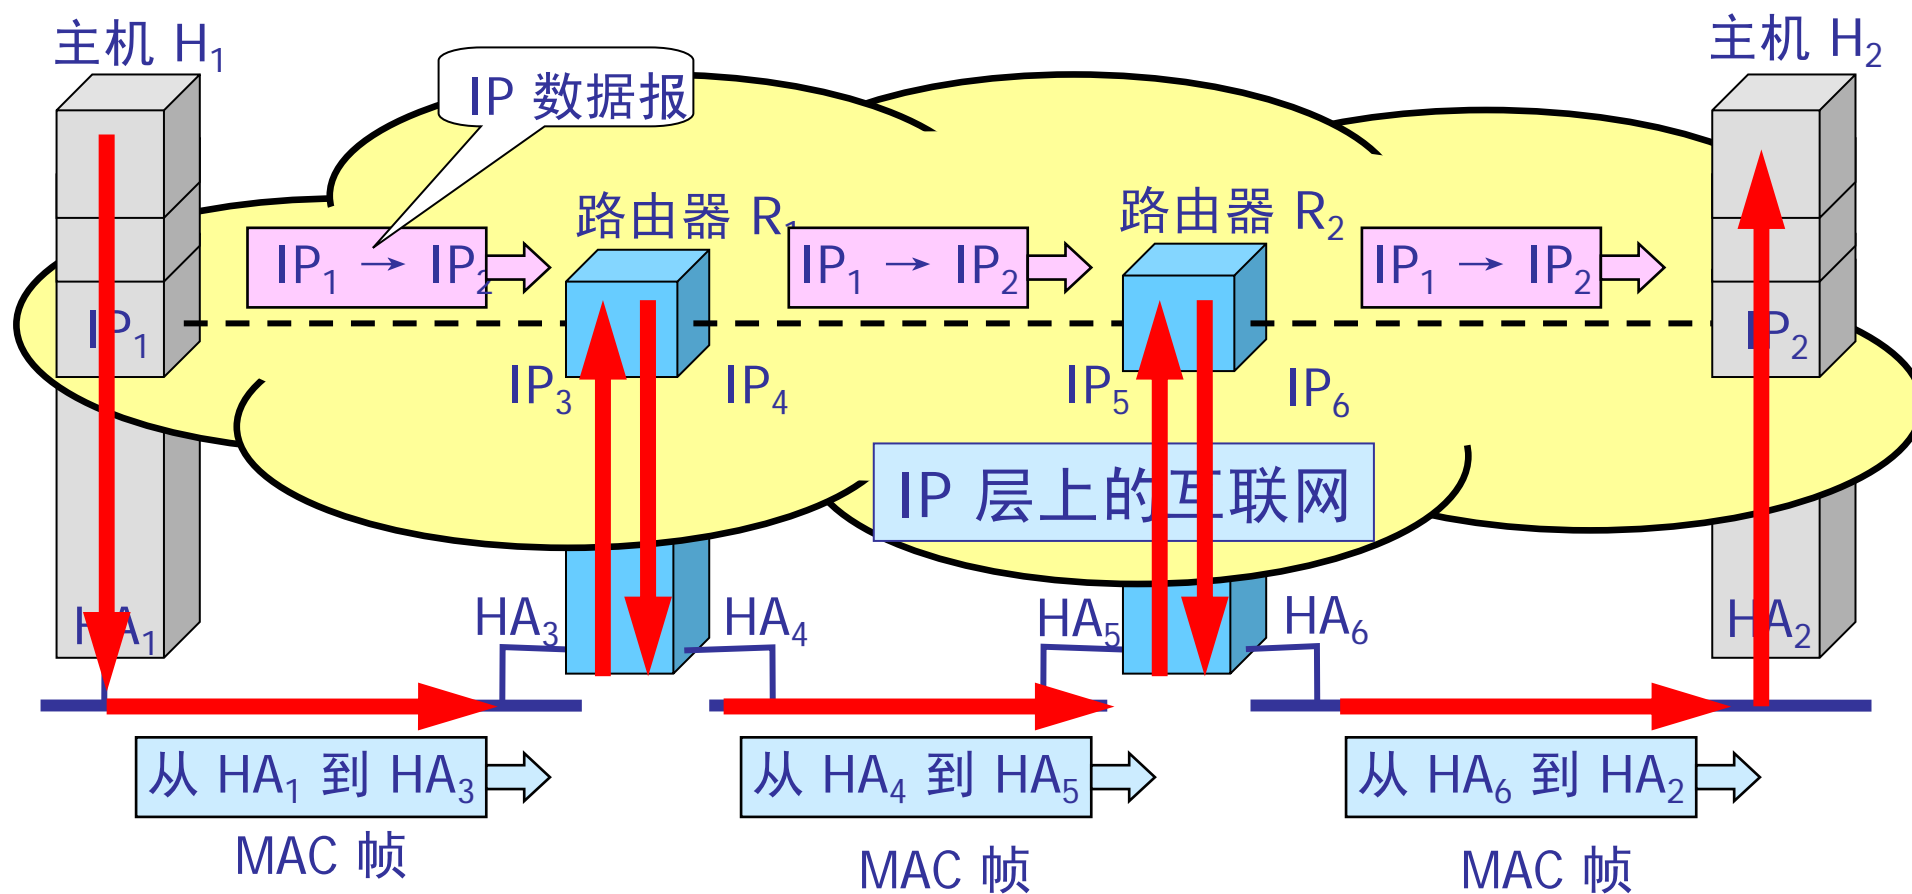 主机 H₁
主机 H₂
IP 数据报
路由器 R₁
路由器 R₂
IP₁ → IP₂
IP₁ → IP₂
IP₁ → IP₂
IP₁
IP₂
IP₃
IP₄
IP₅
IP₆
IP 层上的互联网
HA₁
HA₃
HA₄
HA₅
HA₆
HA₂
从 HA₁ 到 HA₃
从 HA₄ 到 HA₅
从 HA₆ 到 HA₂
MAC 帧
MAC 帧
MAC 帧